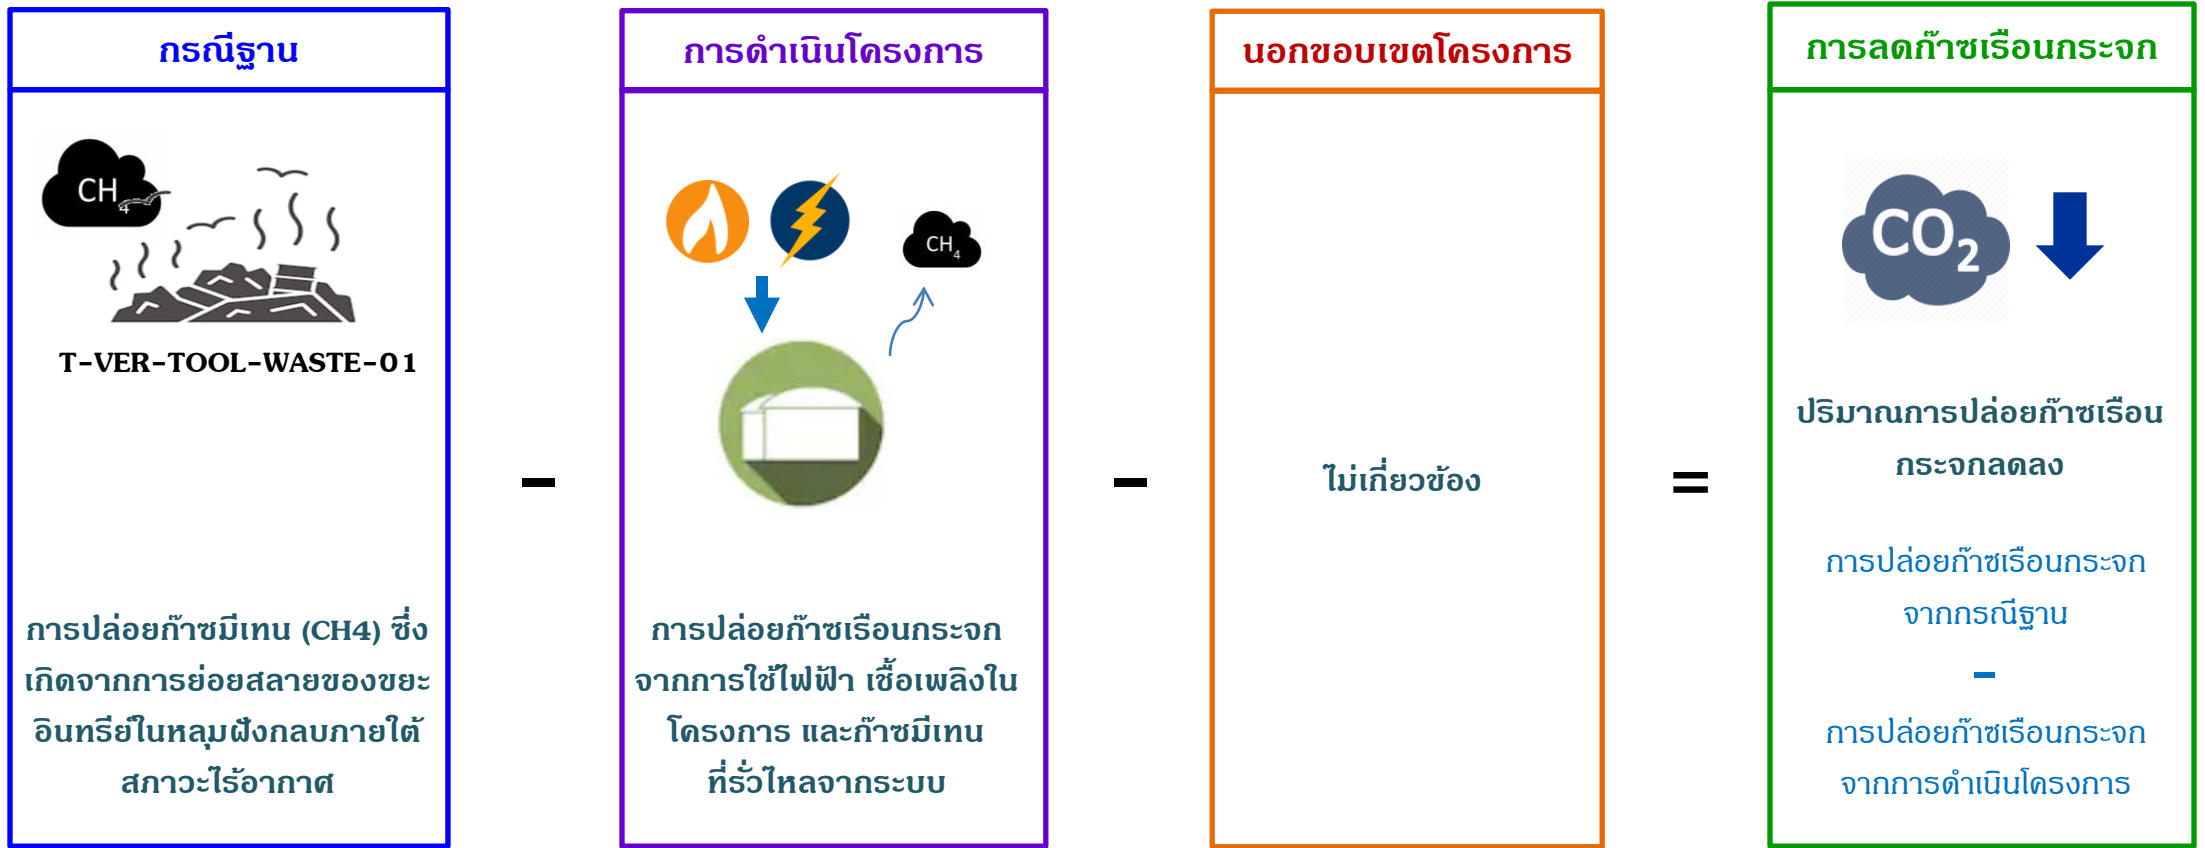 กรณีฐาน
CH4
T-VER-TOOL-WASTE-01
การปล่อยก๊าซมีเทน (CH4) ซึ่ง
เกิดจากการย่อยสลายของขยะ
อินทรีย์ในหลุมฝังกลบภายใต้
สภาวะไร้อากาศ
-
การดำเนินโครงการ
CH4
การปล่อยก๊าซเรือนกระจก
จากการใช้ไฟฟ้า เชื้อเพลิงใน
โครงการ และก๊าซมีเทน
ที่รั่วไหลจากระบบ
-
นอกขอบเขตโครงการ
ไม่เกี่ยวข้อง
=
การลดก๊าซเรือนกระจก
CO2
ปริมาณการปล่อยก๊าซเรือน
กระจกลดลง
การปล่อยก๊าซเรือนกระจก
จากกรณีฐาน
-
การปล่อยก๊าซเรือนกระจก
จากการดำเนินโครงการ